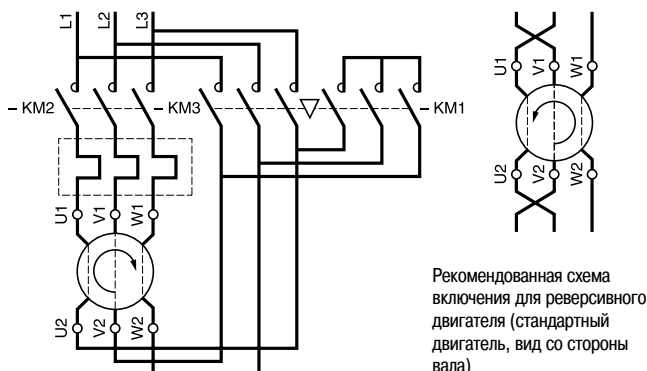 L1 L2 L3
– KM2 – KM3 – KM1
U1 V1 W1
U2 V2 W2
U1 V1 W1
U2 V2 W2
Рекомендованная схема
включения для реверсивного
двигателя (стандартный
двигатель, вид со стороны
вала)